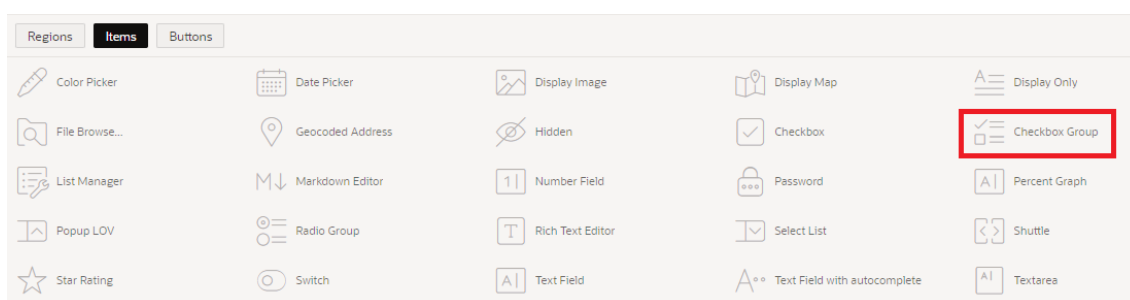 Regions Items Buttons
Color Picker Date Picker Display Image Display Map Display Only
File Browse... Geocoded Address Hidden Checkbox Checkbox Group
List Manager Markdown Editor Number Field Password Percent Graph
Popup LOV Radio Group Rich Text Editor Select List Shuttle
Star Rating Switch Text Field Text Field with autocomplete Textarea